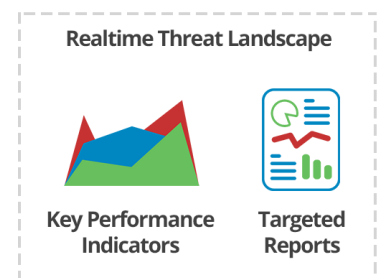 Realtime Threat Landscape
Key Performance
Indicators
Targeted
Reports